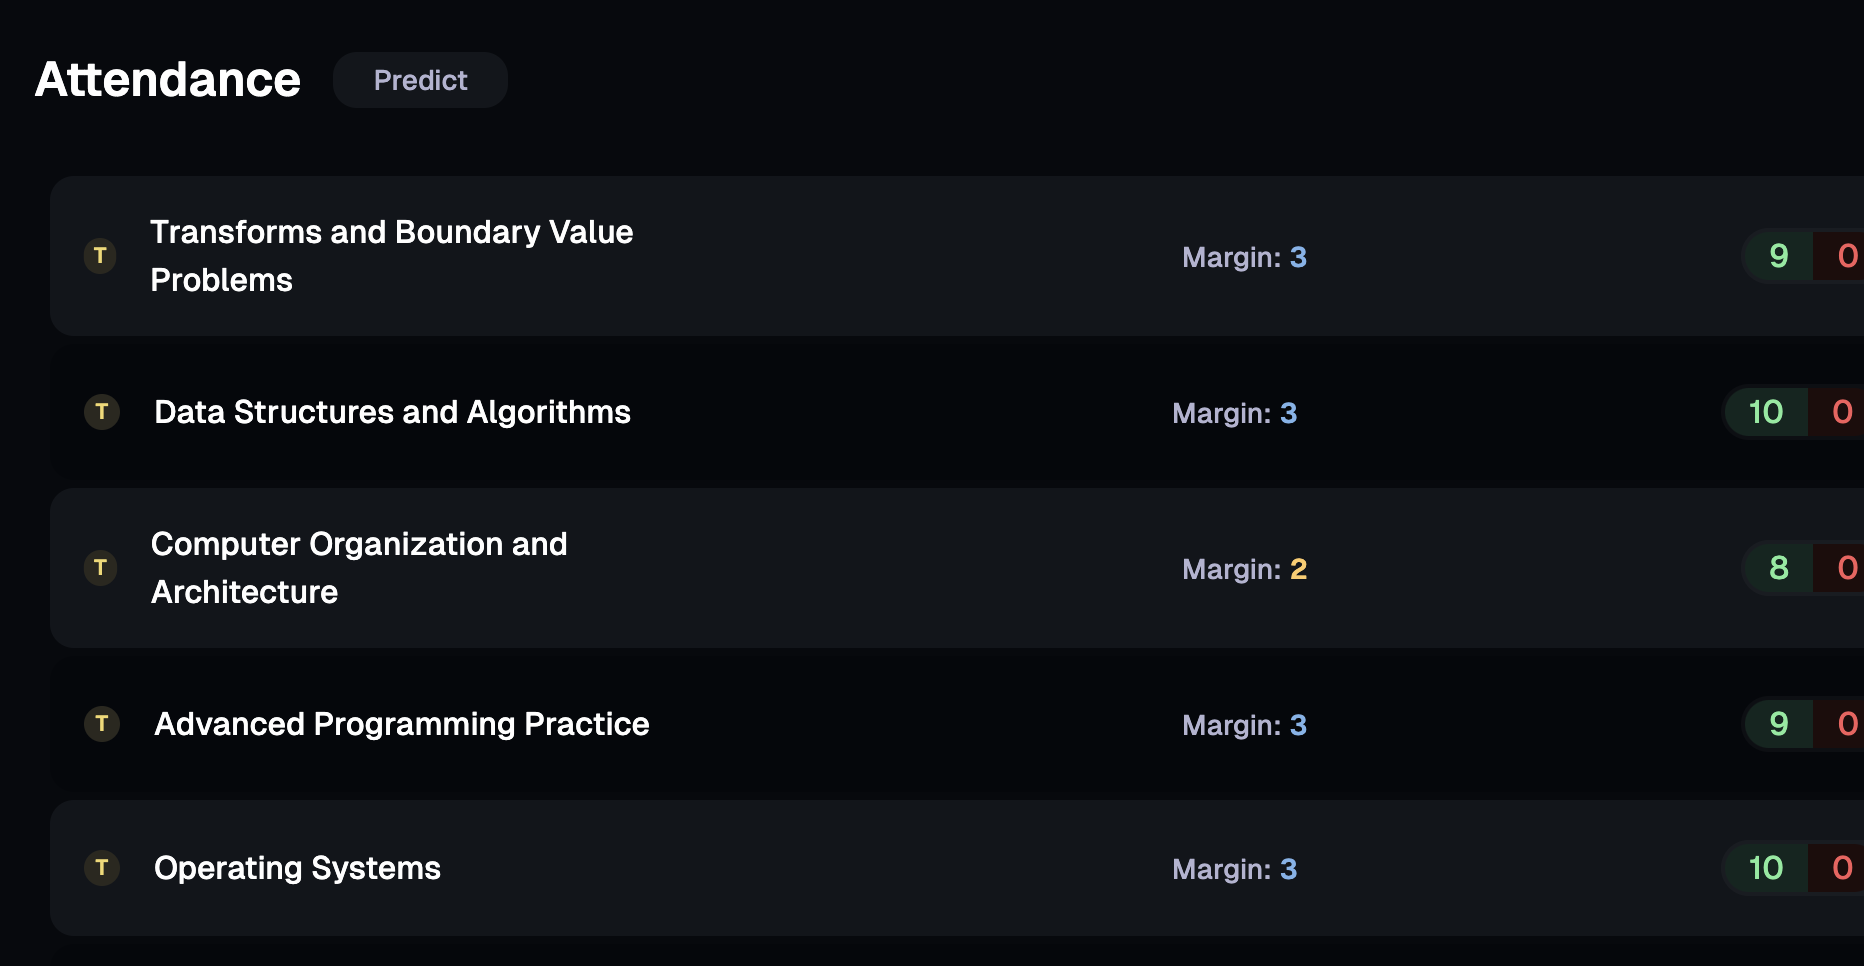 Attendance
Predict
T
Transforms and Boundary Value
Problems
Margin: 3
9
0
T
Data Structures and Algorithms
Margin: 3
10
0
T
Computer Organization and
Architecture
Margin: 2
8
0
T
Advanced Programming Practice
Margin: 3
9
0
T
Operating Systems
Margin: 3
10
0